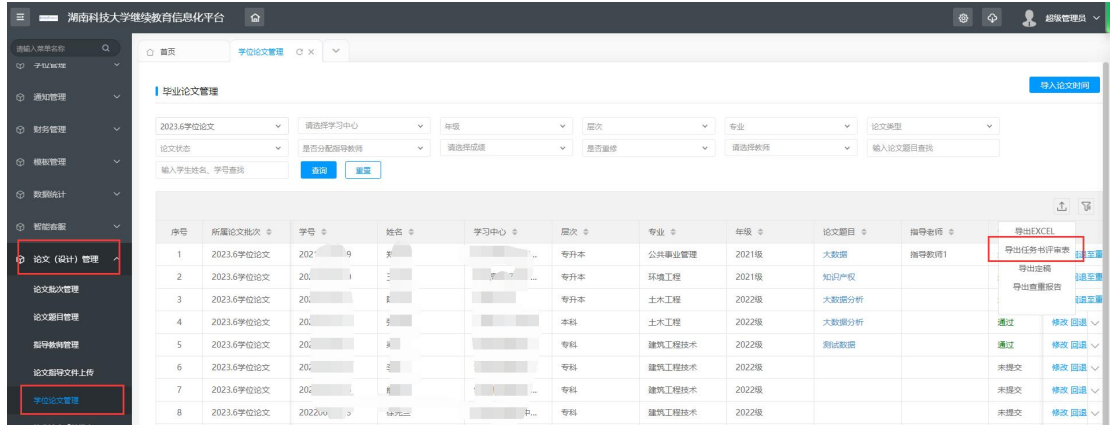 湖南科技大学继续教育信息化平台
超级管理员
请输入菜单名称
首页
学位论文管理
学位管理
通知管理
财务管理
模板管理
数据统计
智能客服
论文（设计）管理
论文批次管理
论文题目管理
指导教师管理
论文指导文件上传
学位论文管理
毕业论文管理
导入论文时间
2023.6学位论文 请选择学习中心 年级 层次 专业 论文类型
论文状态 是否分配指导教师 请选择成绩 是否重修 请选择教师 输入论文题目查找
输入学生姓名、学号查找 查询 重置
序号 所属论文批次 学号 姓名 学习中心 层次 专业 年级 论文题目 指导老师
导出EXCEL
导出任务书评审表
导出定稿
导出查重报告
1 2023.6学位论文 专升本 公共事业管理 2021级 大数据 指导教师1
2 2023.6学位论文 专升本 环境工程 2021级 知识产权
3 2023.6学位论文 专升本 土木工程 2022级 大数据分析
4 2023.6学位论文 本科 土木工程 2022级 大数据分析 通过 修改 回退
5 2023.6学位论文 专科 建筑工程技术 2022级 测试数据 通过 修改 回退
6 2023.6学位论文 专科 建筑工程技术 2022级 未提交 修改 回退
7 2023.6学位论文 专科 建筑工程技术 2022级 未提交 修改 回退
8 2023.6学位论文 专科 建筑工程技术 2022级 未提交 修改 回退